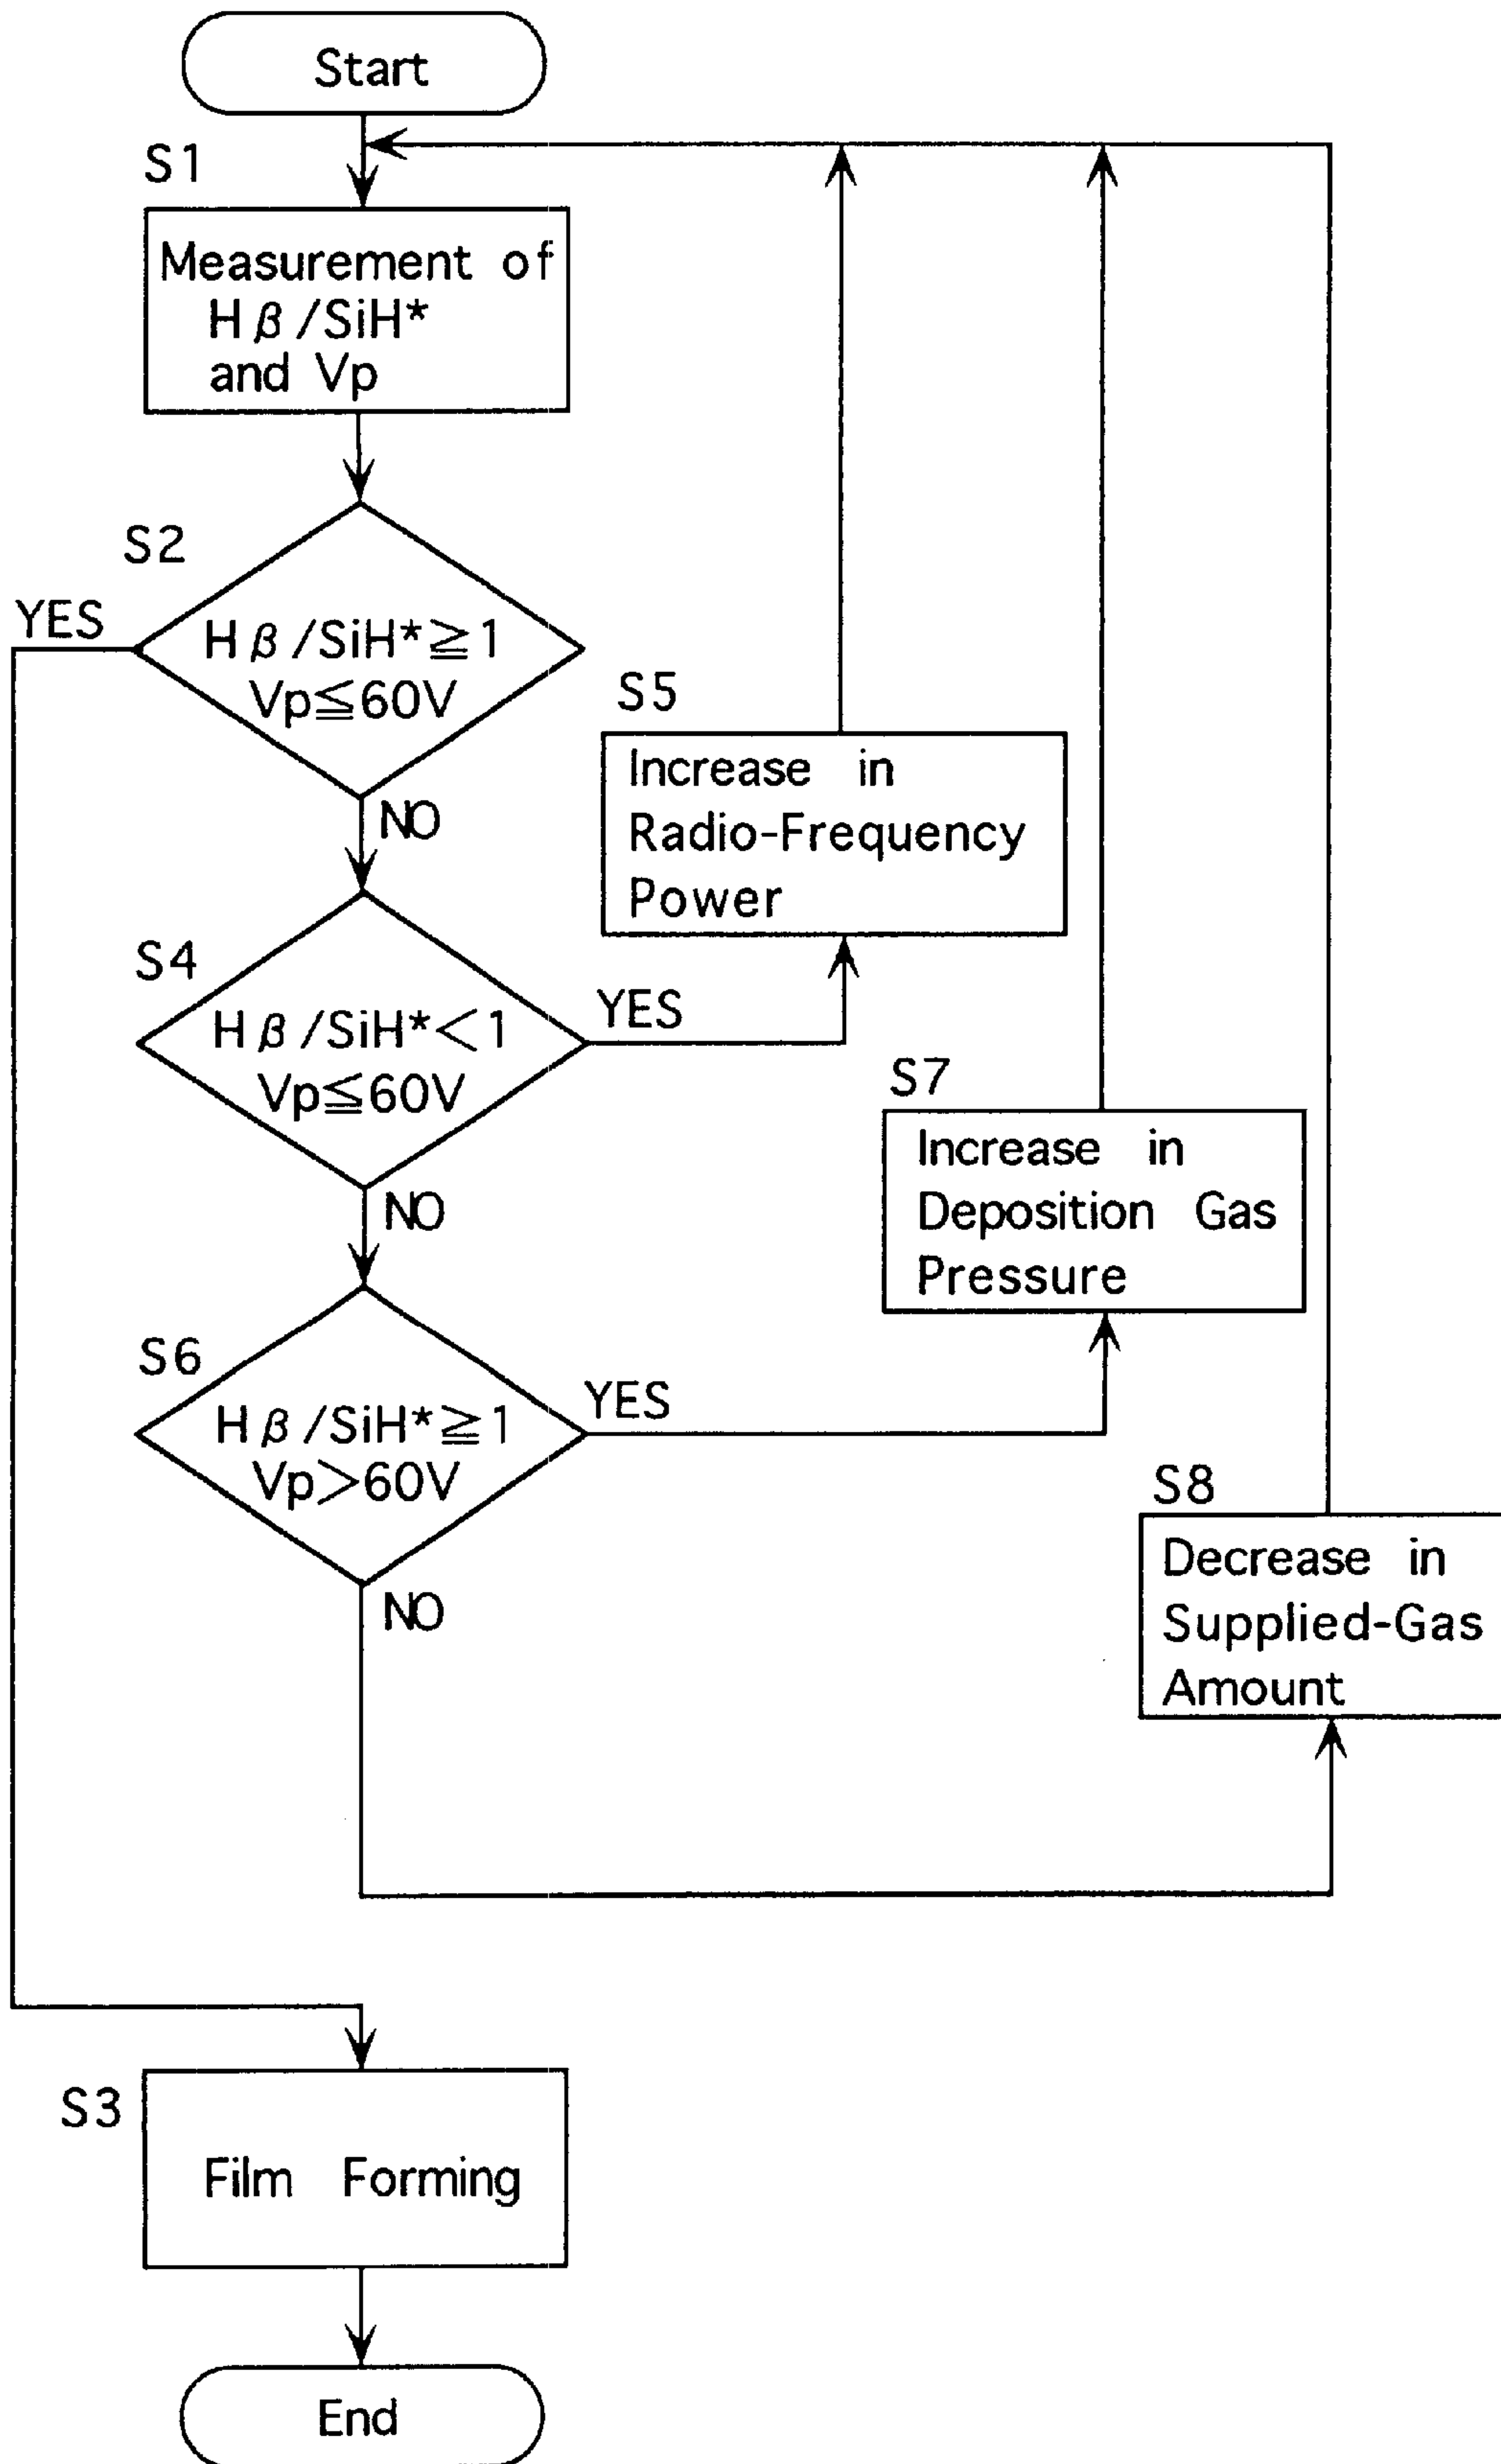 Start
S1
Measurement of
Hβ/SiH*
and Vp
S2
YES
Hβ/SiH*≧1
Vp≦60V
NO
S5
Increase in
Radio-Frequency
Power
S4
Hβ/SiH*<1
Vp≦60V
YES
NO
S7
Increase in
Deposition Gas
Pressure
S6
Hβ/SiH*≧1
Vp>60V
YES
NO
S8
Decrease in
Supplied-Gas
Amount
S3
Film Forming
End